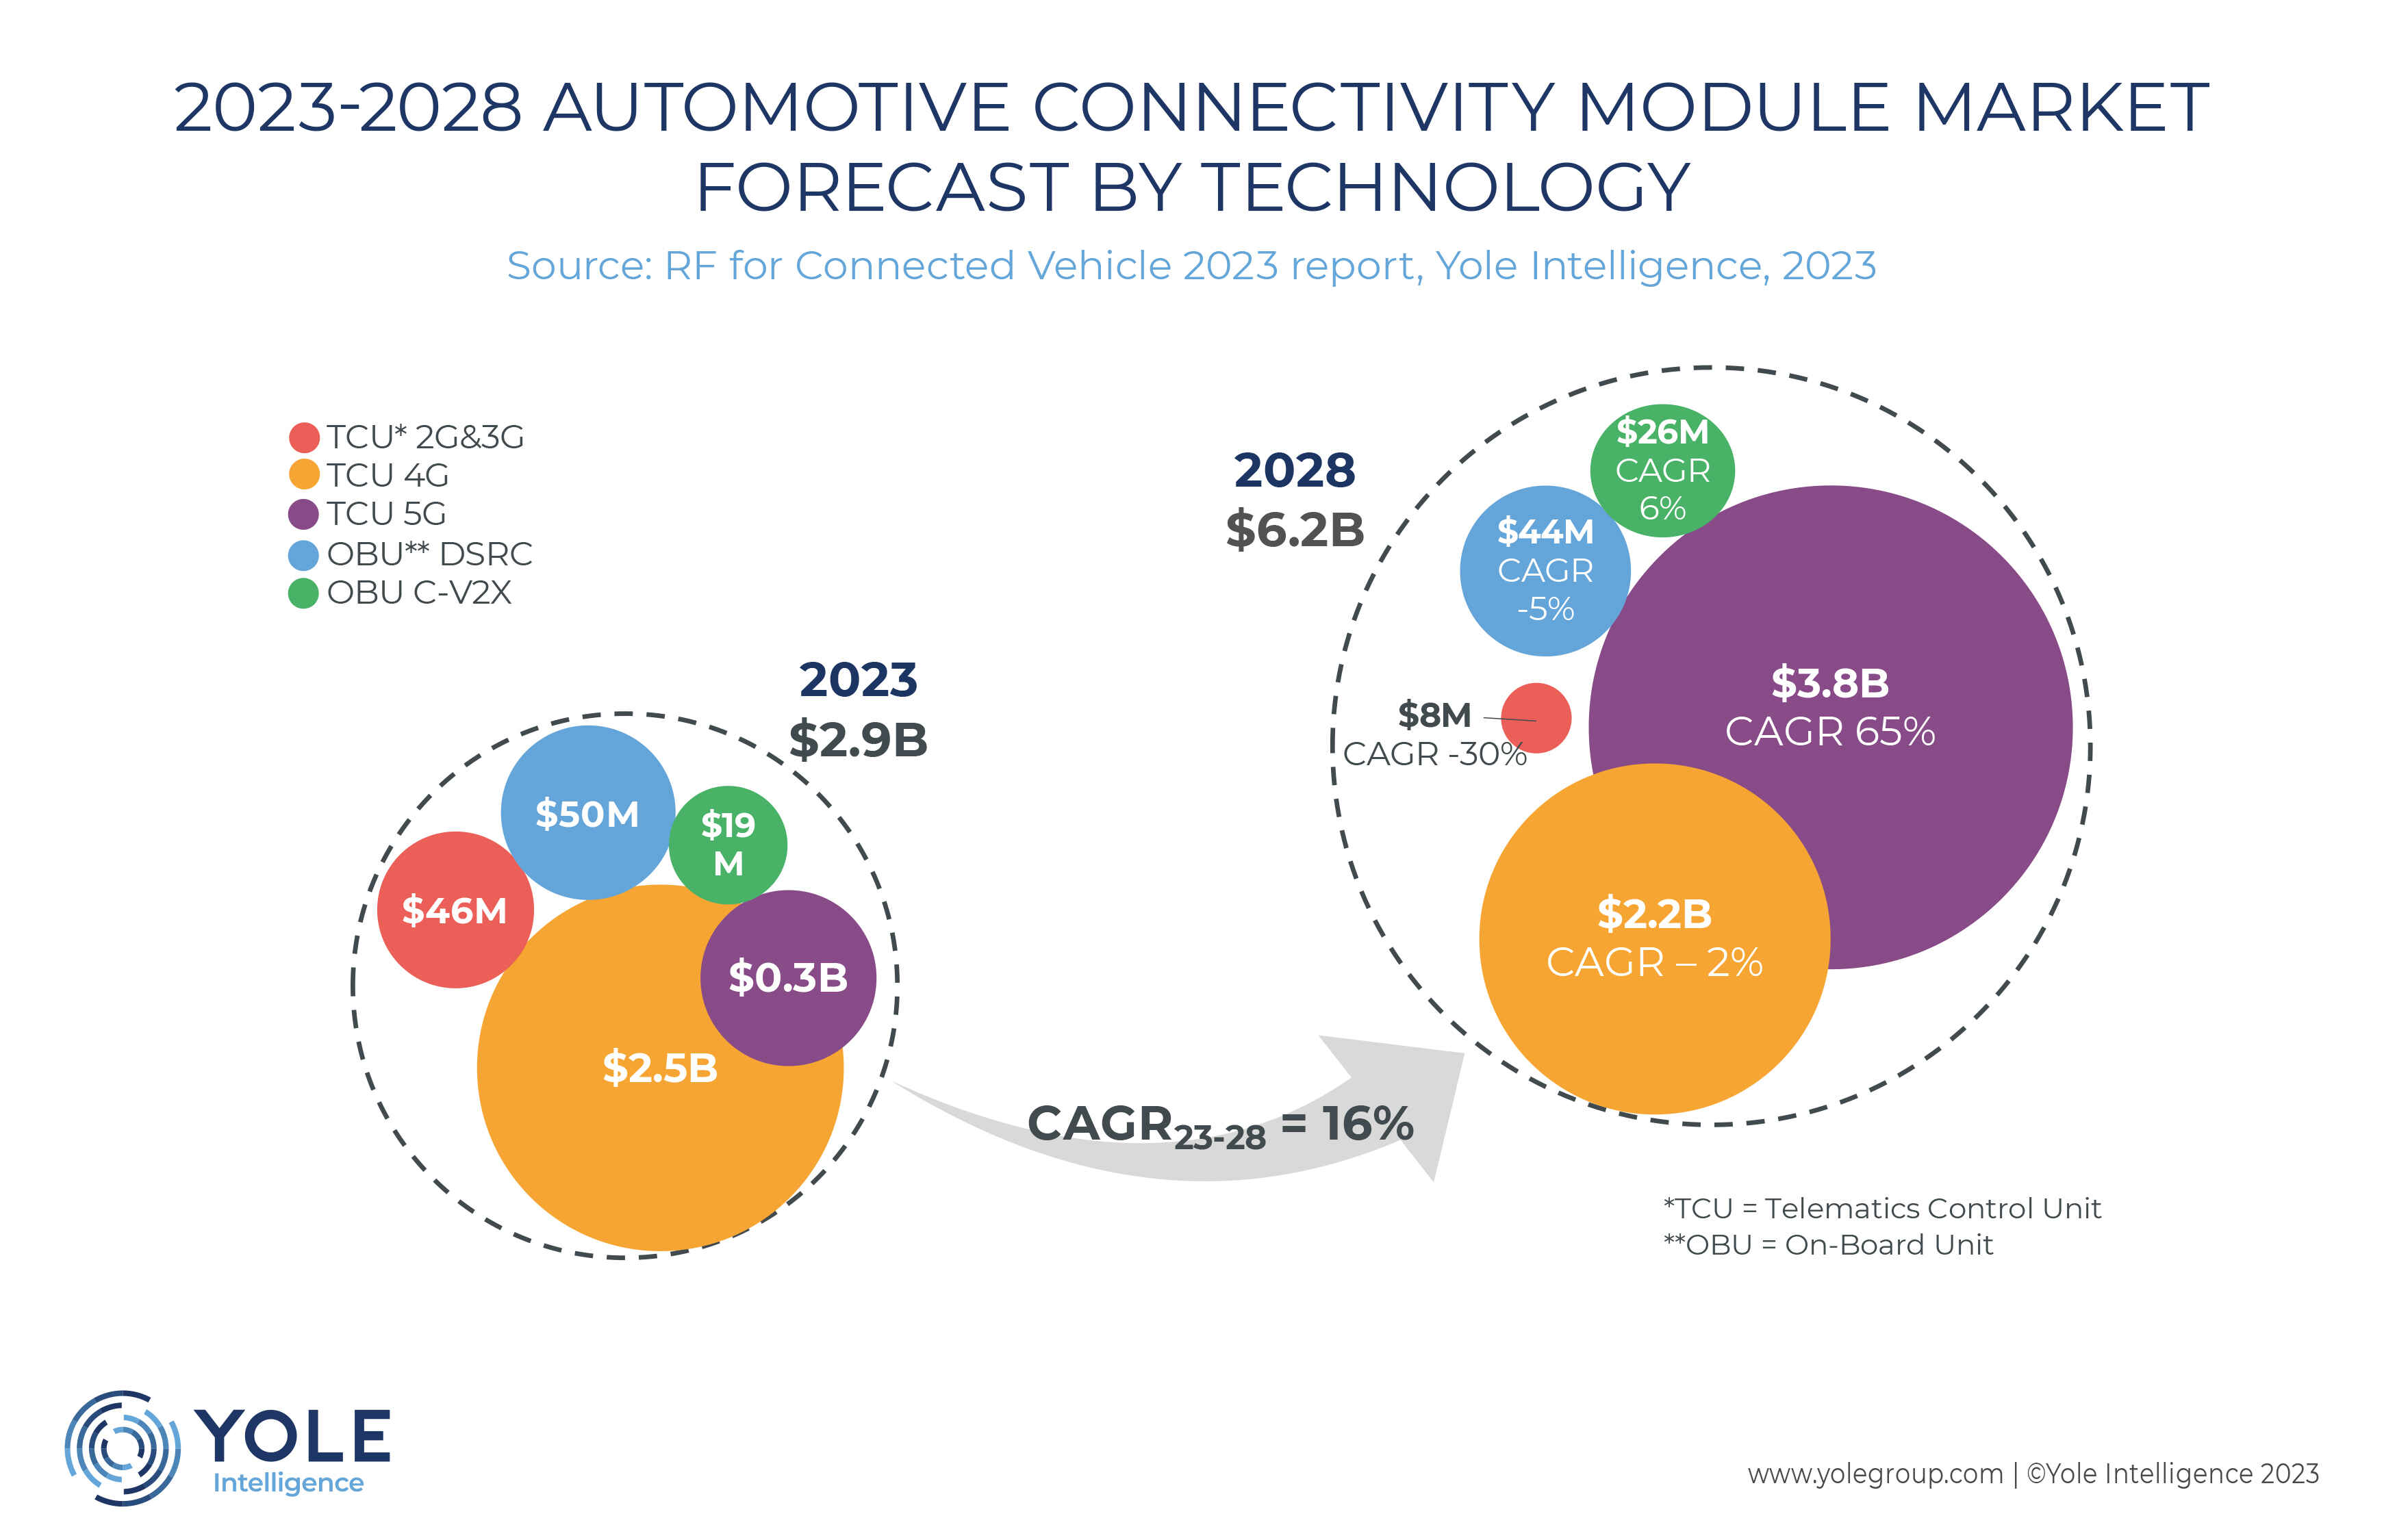 2023-2028 AUTOMOTIVE CONNECTIVITY MODULE MARKET
FORECAST BY TECHNOLOGY
Source: RF for Connected Vehicle 2023 report, Yole Intelligence, 2023
TCU* 2G&3G
TCU 4G
TCU 5G
OBU** DSRC
OBU C-V2X
2023
$2.9B
$50M
$19
M
$46M
$0.3B
$2.5B
CAGR23-28 = 16%
2028
$6.2B
$26M
CAGR
6%
$44M
CAGR
-5%
$8M
CAGR -30%
$3.8B
CAGR 65%
$2.2B
CAGR – 2%
*TCU = Telematics Control Unit
**OBU = On-Board Unit
YOLE
Intelligence
www.yolegroup.com | ©Yole Intelligence 2023